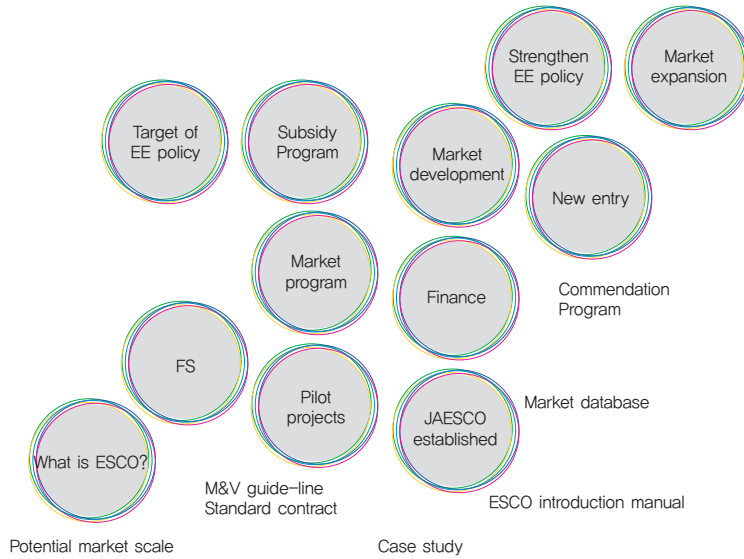 Strengthen
EE policy
Market
expansion
Target of
EE policy
Subsidy
Program
Market
development
New entry
Market
program
Finance
Commendation
Program
FS
Pilot
projects
JAESCO
established
Market database
What is ESCO?
M&V guide-line
Standard contract
ESCO introduction manual
Potential market scale
Case study